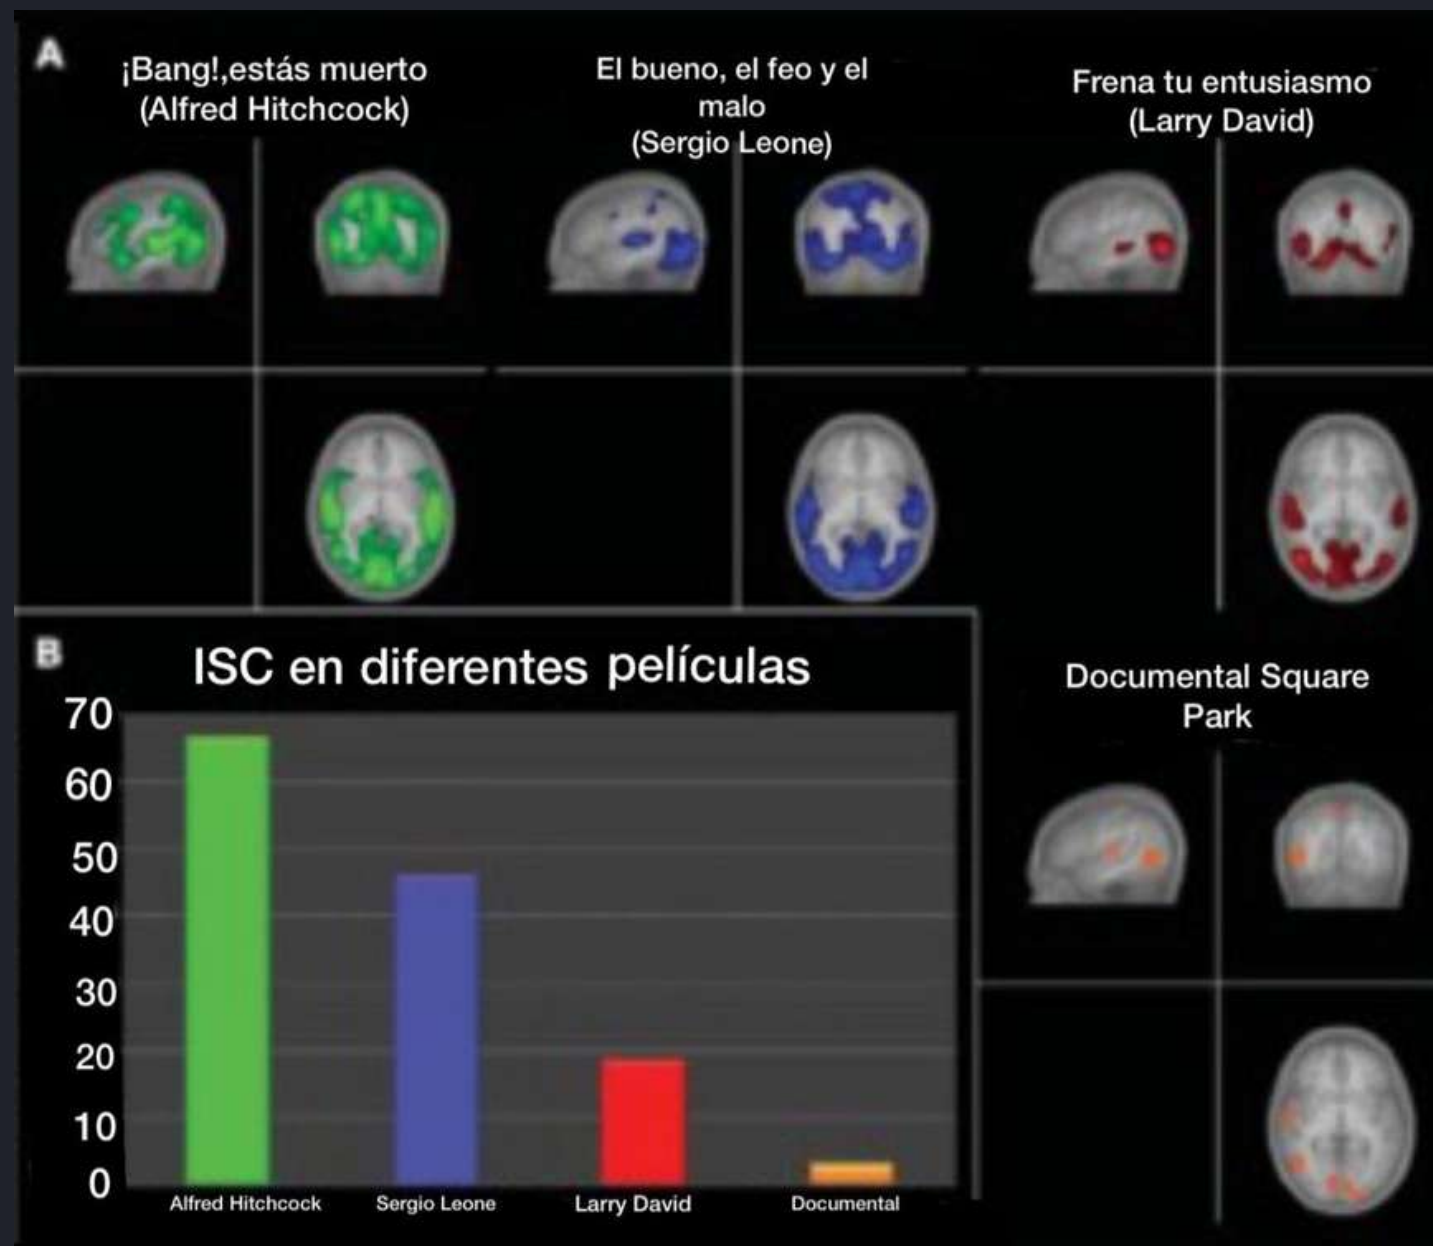 A
¡Bang!,estás muerto
(Alfred Hitchcock)
El bueno, el feo y el
malo
(Sergio Leone)
Frena tu entusiasmo
(Larry David)
B
ISC en diferentes películas
70
60
50
40
30
20
10
0
Alfred Hitchcock
Sergio Leone
Larry David
Documental
Documental Square
Park